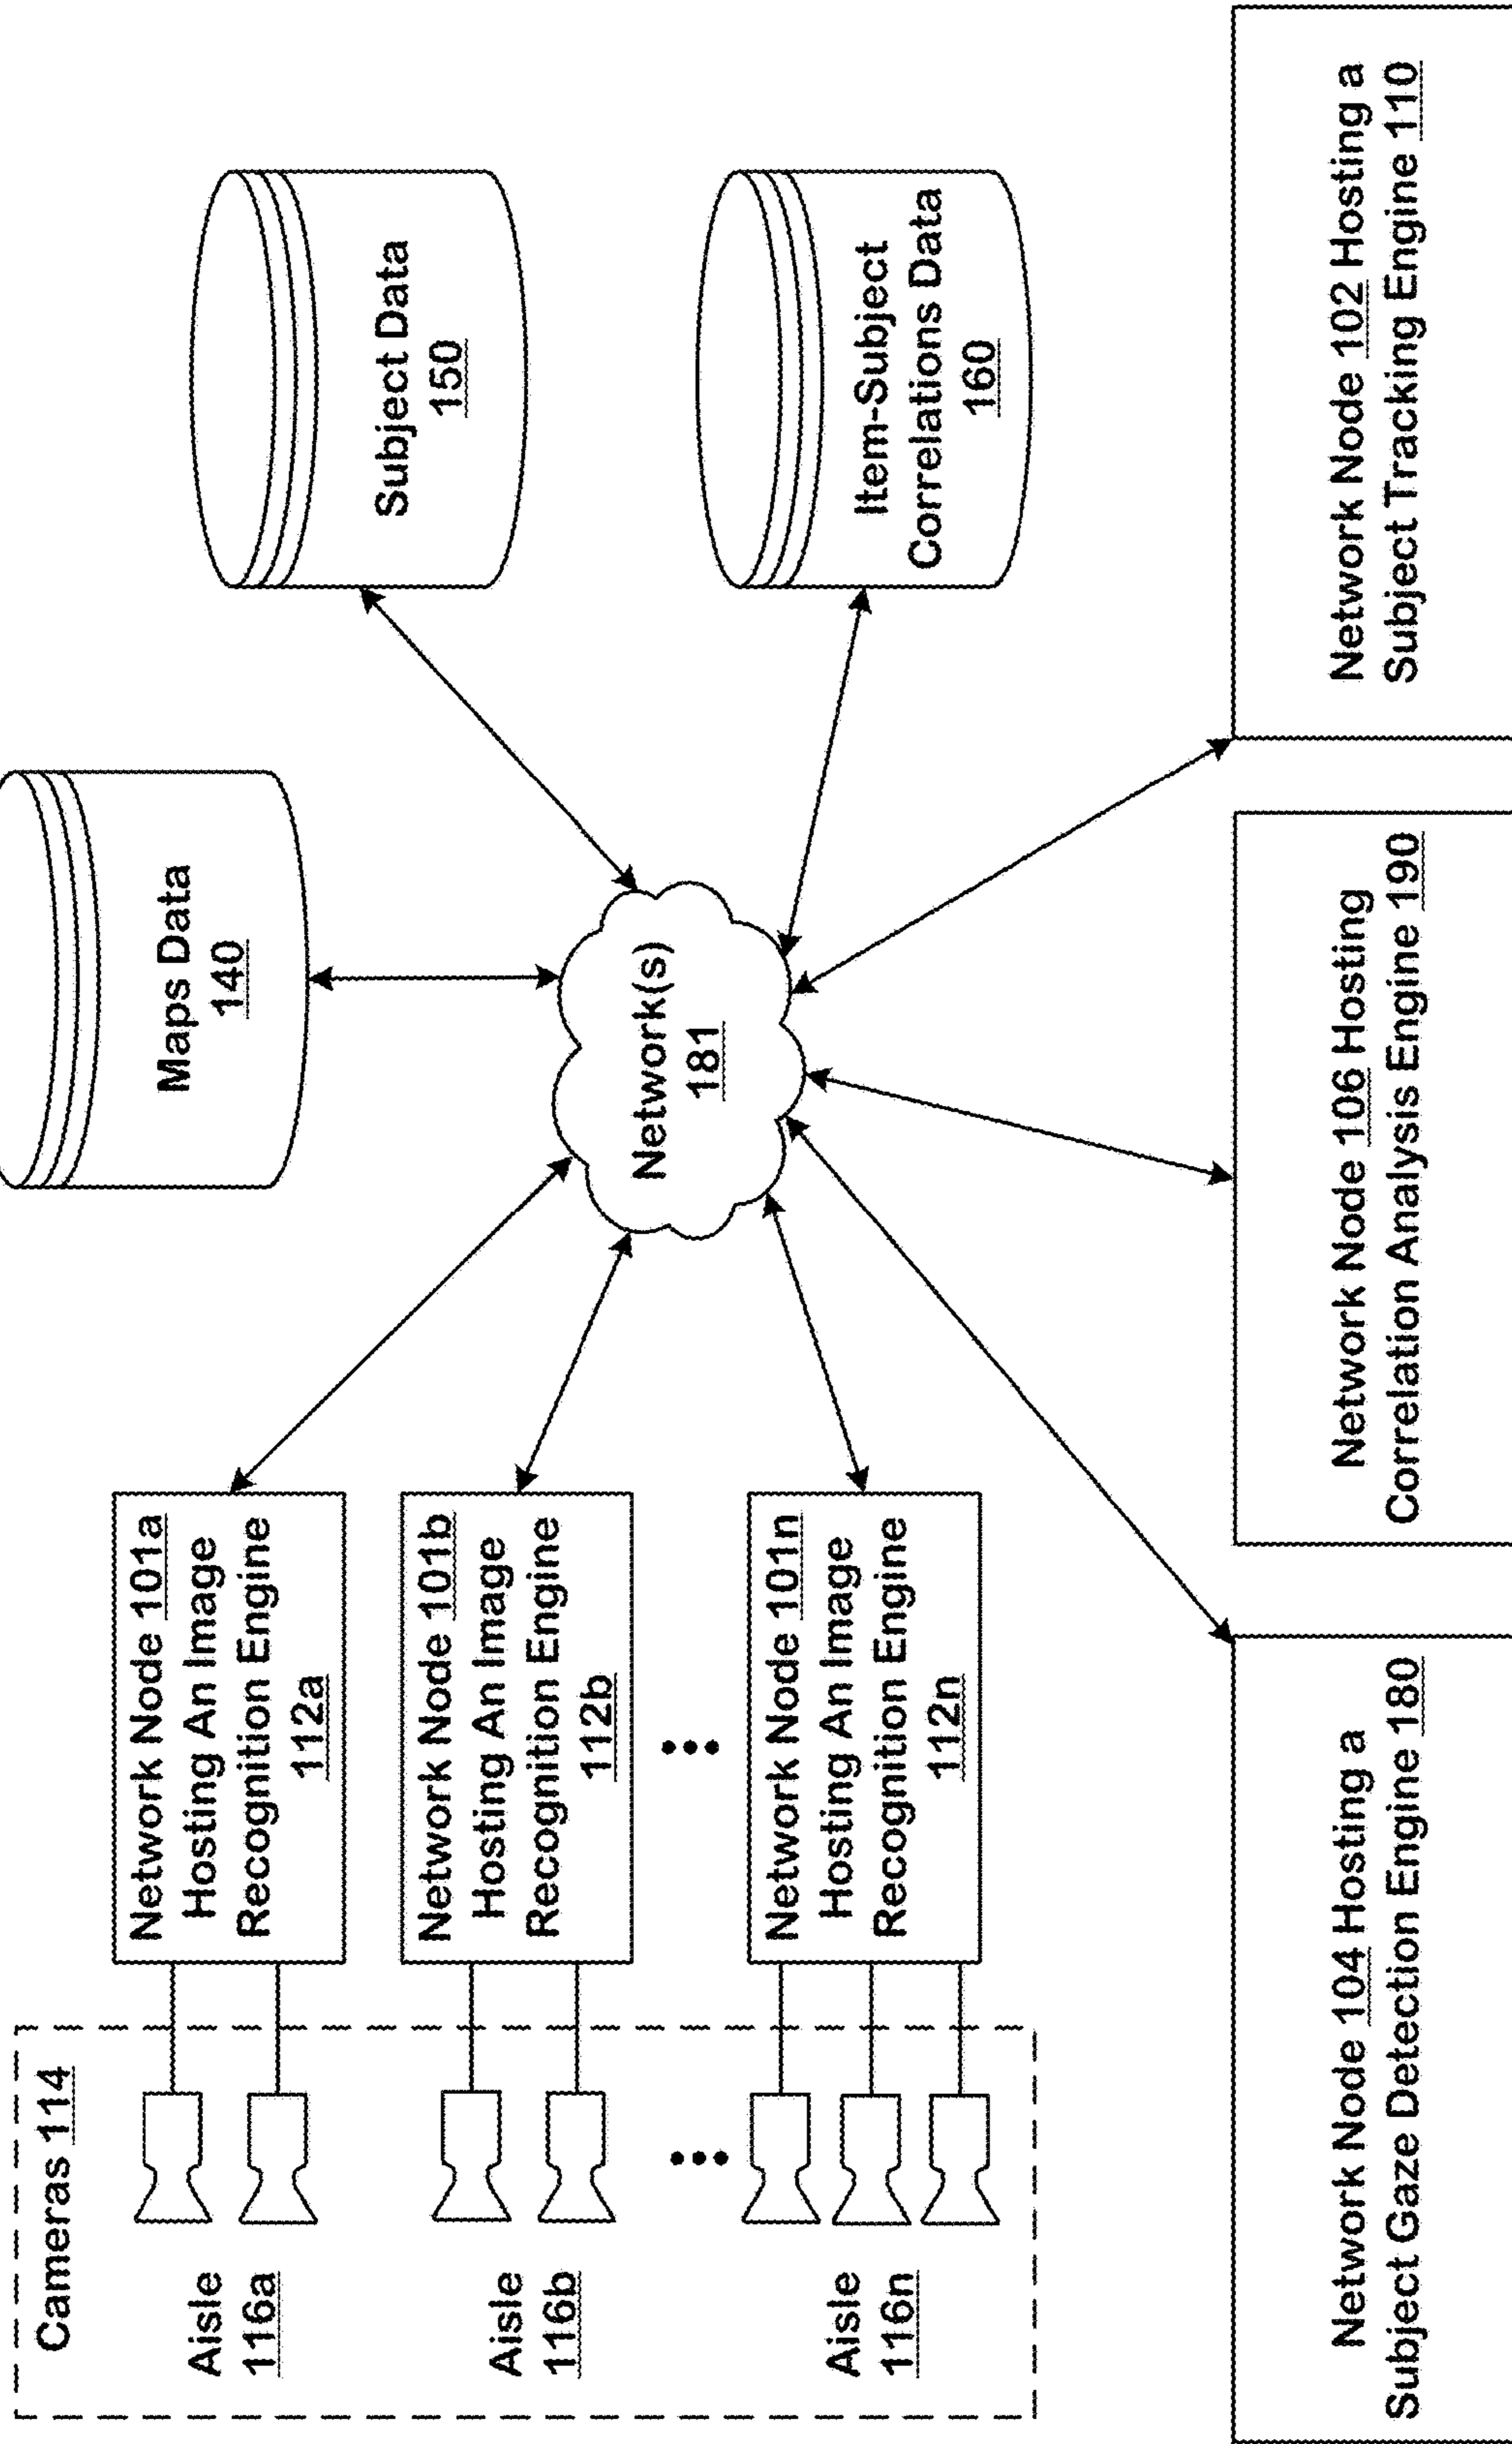 Cameras 114
Aisle
116a
Aisle
116b
Aisle
116n
Network Node 101a
Hosting An Image
Recognition Engine
112a
Network Node 101b
Hosting An Image
Recognition Engine
112b
Network Node 101n
Hosting An Image
Recognition Engine
112n
Maps Data
140
Network(s)
181
Subject Data
150
Item-Subject
Correlations Data
160
Network Node 104 Hosting a
Subject Gaze Detection Engine 180
Network Node 106 Hosting
Correlation Analysis Engine 190
Network Node 102 Hosting a
Subject Tracking Engine 110